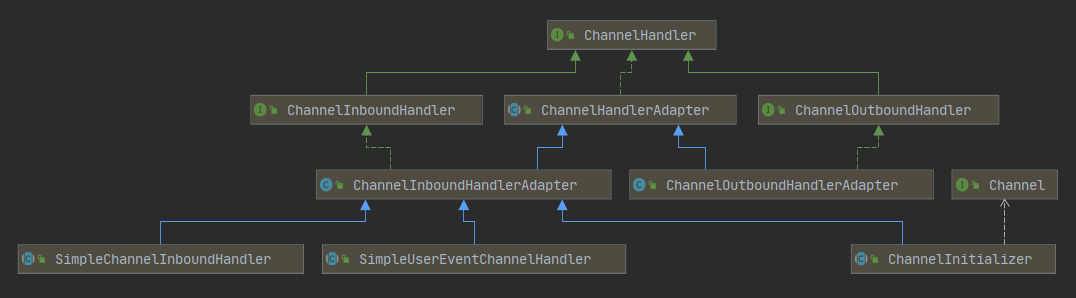 ChannelHandler
ChannelInboundHandler
ChannelHandlerAdapter
ChannelOutboundHandler
ChannelInboundHandlerAdapter
ChannelOutboundHandlerAdapter
Channel
SimpleChannelInboundHandler
SimpleUserEventChannelHandler
ChannelInitializer